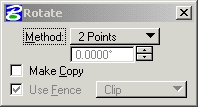 Rotate
Method: 2 Points
0.0000°
Make Copy
Use Fence Clip